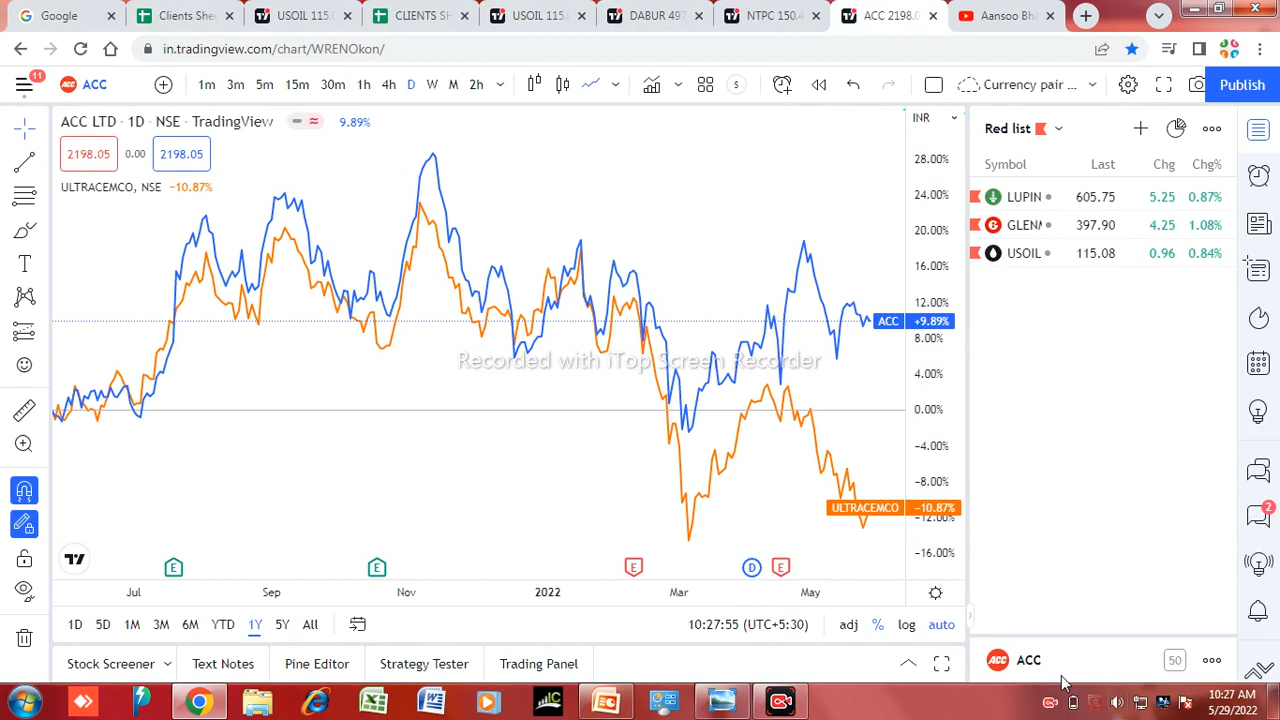 Google
Clients She
USOIL 115.0
CLIENTS SH
USOIL 115.
DABUR 497
NTPC 150.4
ACC 2198.0
Aansoo Bha
in.tradingview.com/chart/WRENOkon/
11
ACC
1m 3m 5m 15m 30m 1h 4h D W M 2h
S
Currency pair ...
Publish
ACC LTD · 1D · NSE · TradingView
9.89%
INR
2198.05 0.00 2198.05
ULTRACEMCO, NSE −10.87%
28.00%
24.00%
20.00%
16.00%
12.00%
ACC +9.89%
8.00%
4.00%
0.00%
−4.00%
−8.00%
ULTRACEMCO −10.87%
−12.00%
−16.00%
Recorded with iTop Screen Recorder
E E E D E
Jul Sep Nov 2022 Mar May
1D 5D 1M 3M 6M YTD 1Y 5Y All
10:27:55 (UTC+5:30) adj % log auto
Stock Screener Text Notes Pine Editor Strategy Tester Trading Panel
Red list
Symbol Last Chg Chg%
LUPIN 605.75 5.25 0.87%
GLENM 397.90 4.25 1.08%
USOIL 115.08 0.96 0.84%
2
ACC ACC 50
10:27 AM
5/29/2022